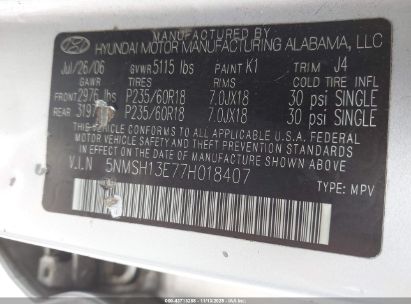 MANUFACTURED BY
HYUNDAI MOTOR MANUFACTURING ALABAMA, LLC
Jul/26/06 GVWR 5115 lbs PAINT K1 TRIM J4
GAWR TIRES RIMS COLD TIRE INFL
FRONT 2976 lbs P235/60R18 7.0JX18 30 psi SINGLE
REAR P235/60R18 7.0JX18 30 psi SINGLE
THIS CONFORMS TO ALL APPLICABLE U.S.A. FEDERAL
MOTOR VEHICLE SAFETY AND THEFT PREVENTION STANDARDS
IN EFFECT ON THE DATE OF MANUFACTURE SHOWN ABOVE.
V.I.N 5NMSH13E77H018407
TYPE: MPV